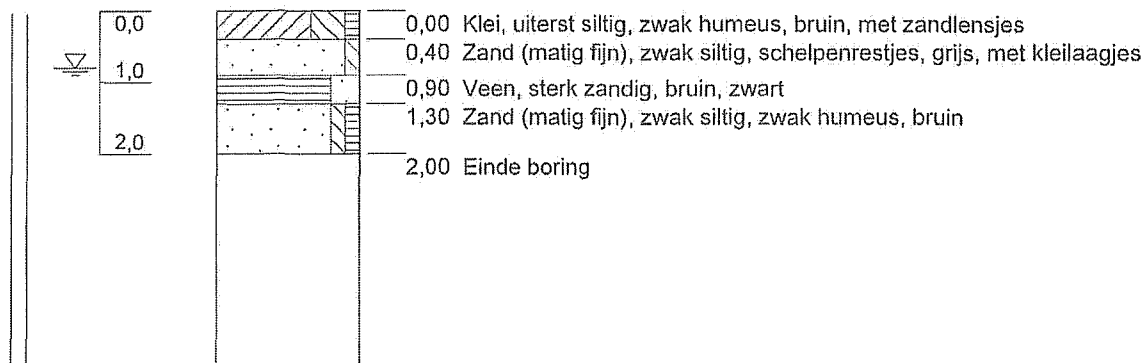 0,0
0,00 Klei, uiterst siltig, zwak humeus, bruin, met zandlensjes
0,40 Zand (matig fijn), zwak siltig, schelpenrestjes, grijs, met kleilaagjes
1,0
0,90 Veen, sterk zandig, bruin, zwart
1,30 Zand (matig fijn), zwak siltig, zwak humeus, bruin
2,0
2,00 Einde boring